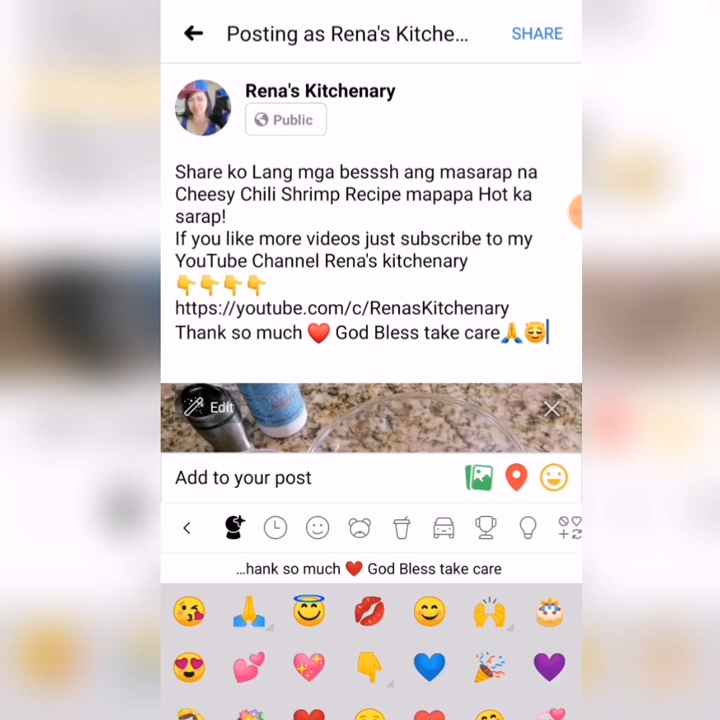 Posting as Rena's Kitche...
SHARE
Rena's Kitchenary
Public
Share ko Lang mga besssh ang masarap na
Cheesy Chili Shrimp Recipe mapapa Hot ka
sarap!
If you like more videos just subscribe to my
YouTube Channel Rena's kitchenary
👇👇👇👇
https://youtube.com/c/RenasKitchenary
Thank so much ❤️ God Bless take care🙏😇
Edit
Add to your post
...hank so much ❤️ God Bless take care